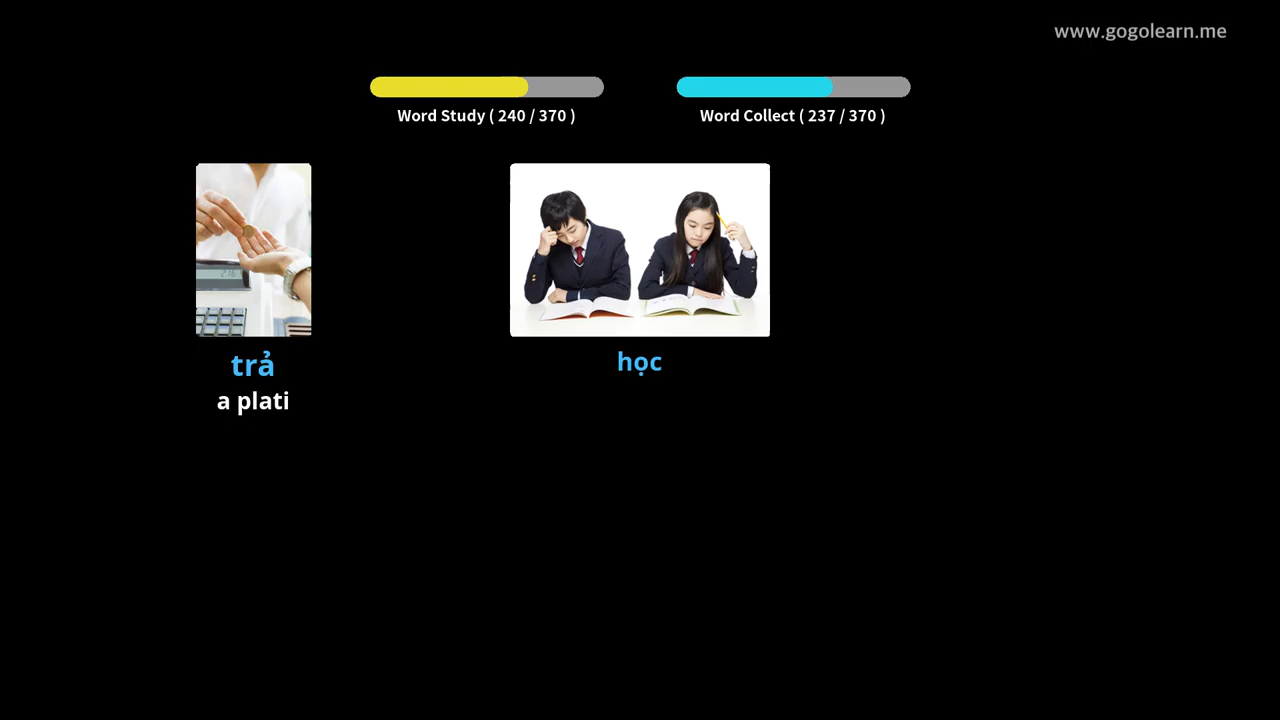 www.gogolearn.me
Word Study ( 240 / 370 )
Word Collect ( 237 / 370 )
trả
a plati
học